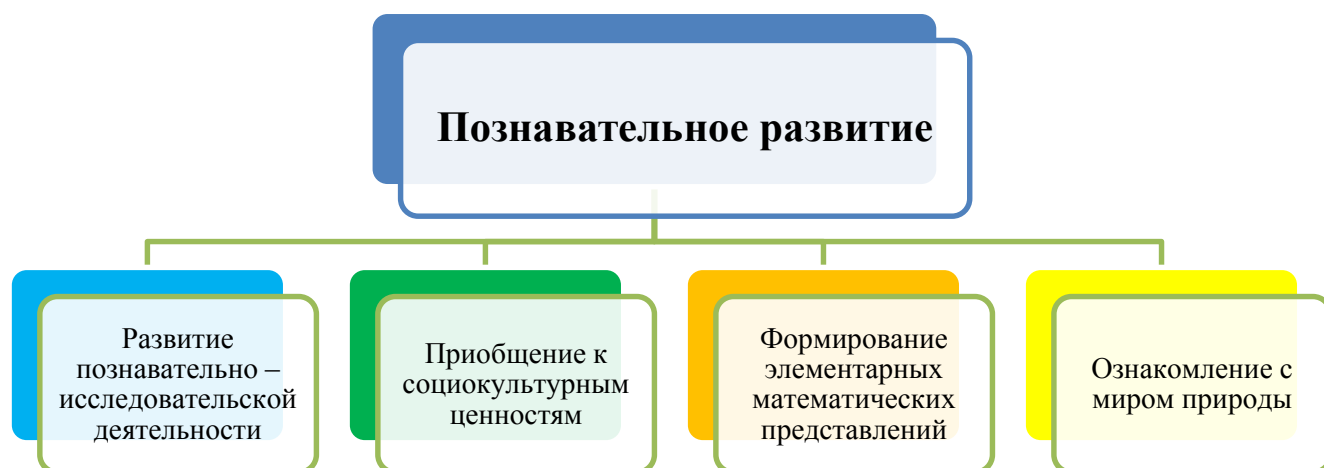 Познавательное развитие
Развитие
познавательно –
исследовательской
деятельности
Приобщение к
социокультурным
ценностям
Формирование
элементарных
математических
представлений
Ознакомление с
миром природы